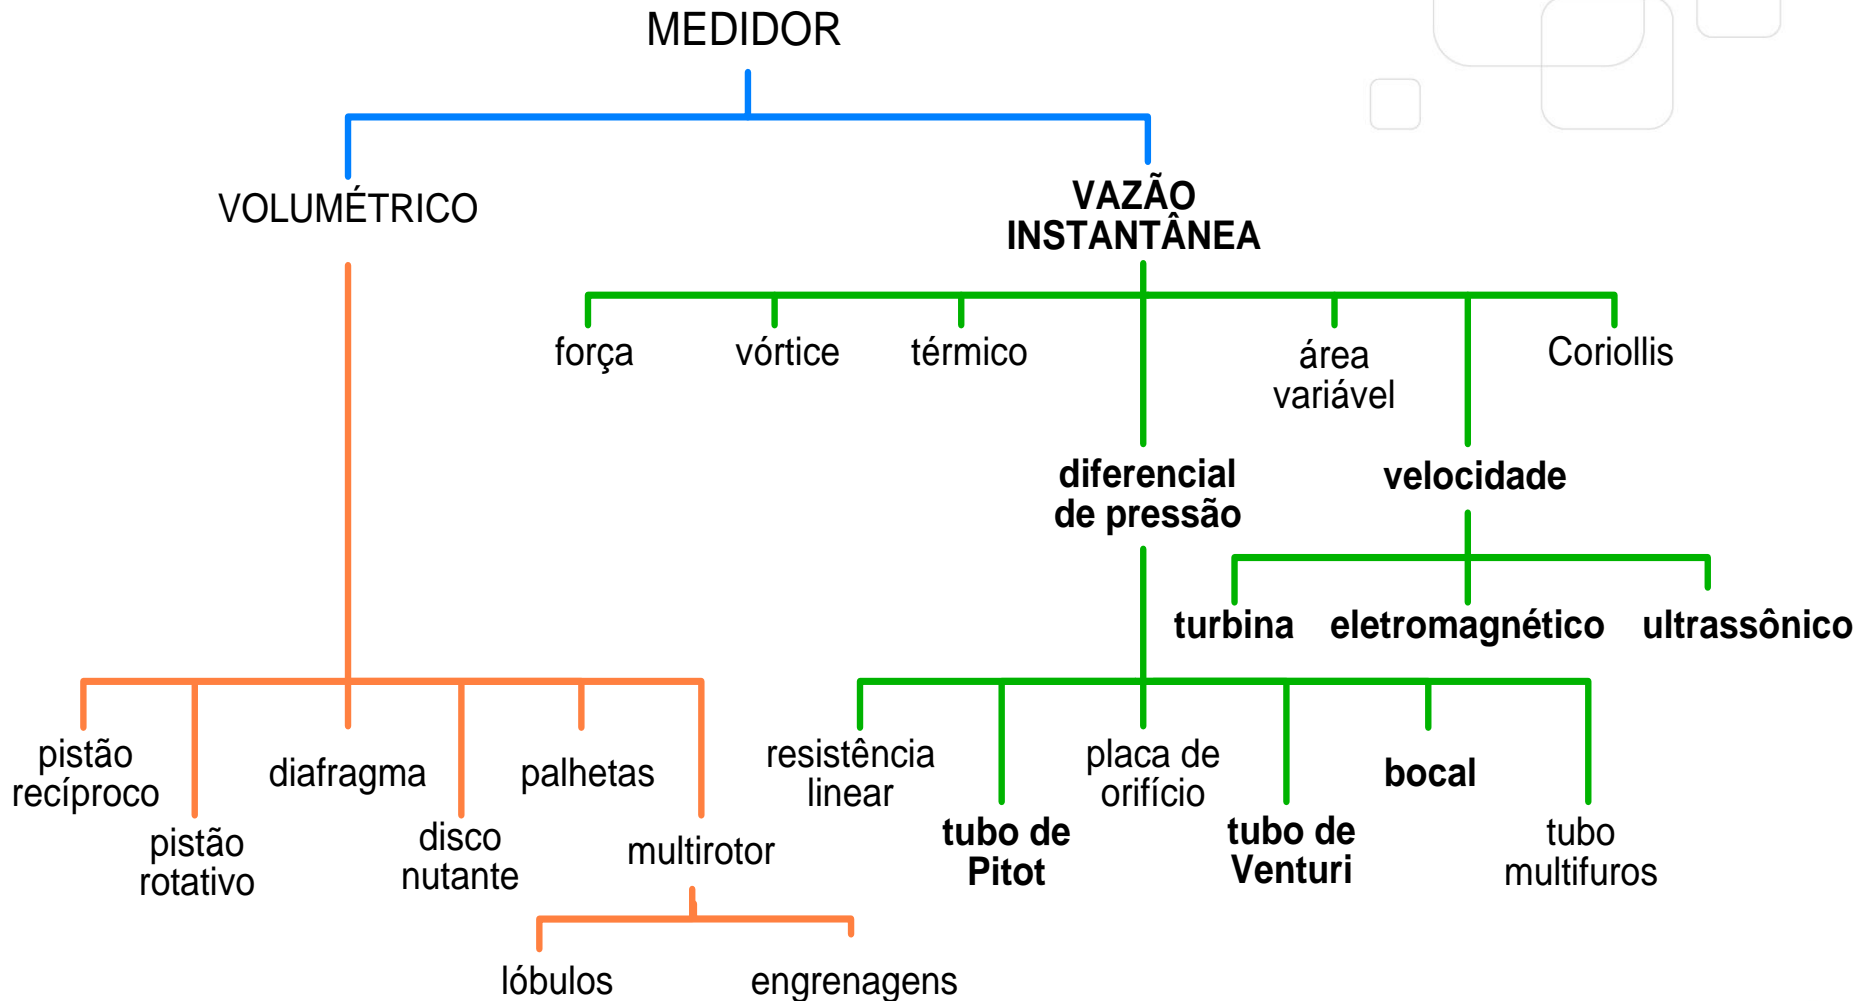 MEDIDOR
VOLUMÉTRICO
VAZÃO
INSTANTÂNEA
força
vórtice
térmico
área
variável
Coriollis
diferencial
de pressão
velocidade
turbina
eletromagnético
ultrassônico
pistão
recíproco
pistão
rotativo
diafragma
disco
nutante
palhetas
multirotor
lóbulos
engrenagens
resistência
linear
tubo de
Pitot
placa de
orifício
tubo de
Venturi
bocal
tubo
multifuros